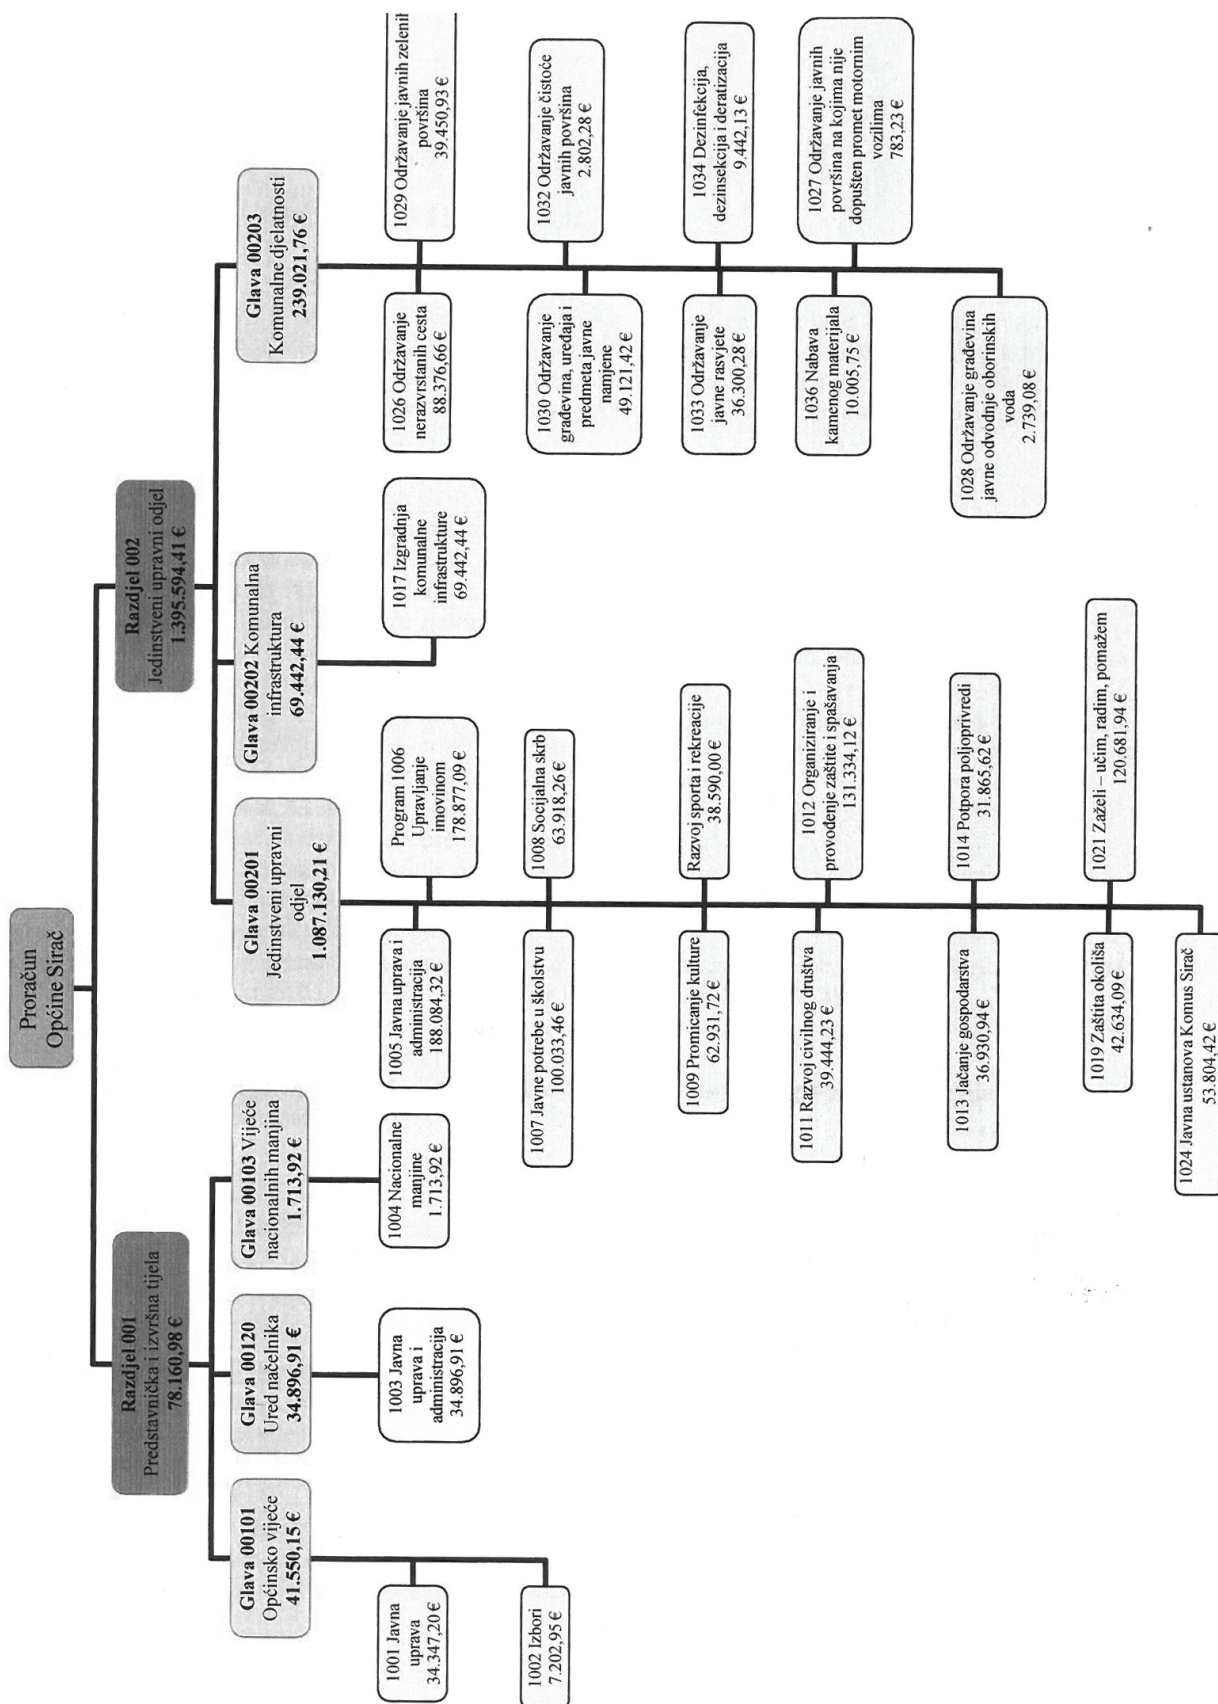 Proračun
Općine Sirač
Razdjel 001
Predstavnička i izvršna tijela
78.160,98 €
Razdjel 002
Jedinstveni upravni odjel
1.395.594,41 €
Glava 00101
Općinsko vijeće
41.550,15 €
Glava 00120
Ured načelnika
34.896,91 €
Glava 00103 Vijeće
nacionalnih manjina
1.713,92 €
Glava 00201
Jedinstveni upravni
odjel
1.087.130,21 €
Glava 00202 Komunalna
infrastruktura
69.442,44 €
Glava 00203
Komunalne djelatnosti
239.021,76 €
1001 Javna
uprava
34.347,20 €
1002 Izbori
7.202,95 €
1003 Javna
uprava i
administracija
34.896,91 €
1004 Nacionalne
manjine
1.713,92 €
1005 Javna uprava i
administracija
188.084,32 €
Program 1006
Upravljanje
imovinom
178.877,09 €
1007 Javne potrebe u školstvu
100.033,46 €
1008 Socijalna skrb
63.918,26 €
1009 Promicanje kulture
62.931,72 €
Razvoj sporta i rekreacije
38.590,00 €
1011 Razvoj civilnog društva
39.444,23 €
1012 Organiziranje i
provođenje zaštite i spašavanja
131.334,12 €
1013 Jačanje gospodarstva
36.930,94 €
1014 Potpora poljoprivredi
31.865,62 €
1019 Zaštita okoliša
42.634,09 €
1021 Zaželi – učim, radim, pomažem
120.681,94 €
1024 Javna ustanova Komus Sirač
53.804,42 €
1017 Izgradnja
komunalne
infrastrukture
69.442,44 €
1026 Održavanje
nerazvrstanih cesta
88.376,66 €
1029 Održavanje javnih zelenih
površina
39.450,93 €
1030 Održavanje
građevina, uređaja i
predmeta javne
namjene
49.121,42 €
1032 Održavanje čistoće
javnih površina
2.802,28 €
1033 Održavanje
javne rasvjete
36.300,28 €
1034 Dezinfekcija,
dezinsekcija i deratizacija
9.442,13 €
1036 Nabava
kamenog materijala
10.005,75 €
1027 Održavanje javnih
površina na kojima nije
dopušten promet motornim
vozilima
783,23 €
1028 Održavanje građevina
javne odvodnje oborinskih
voda
2.739,08 €